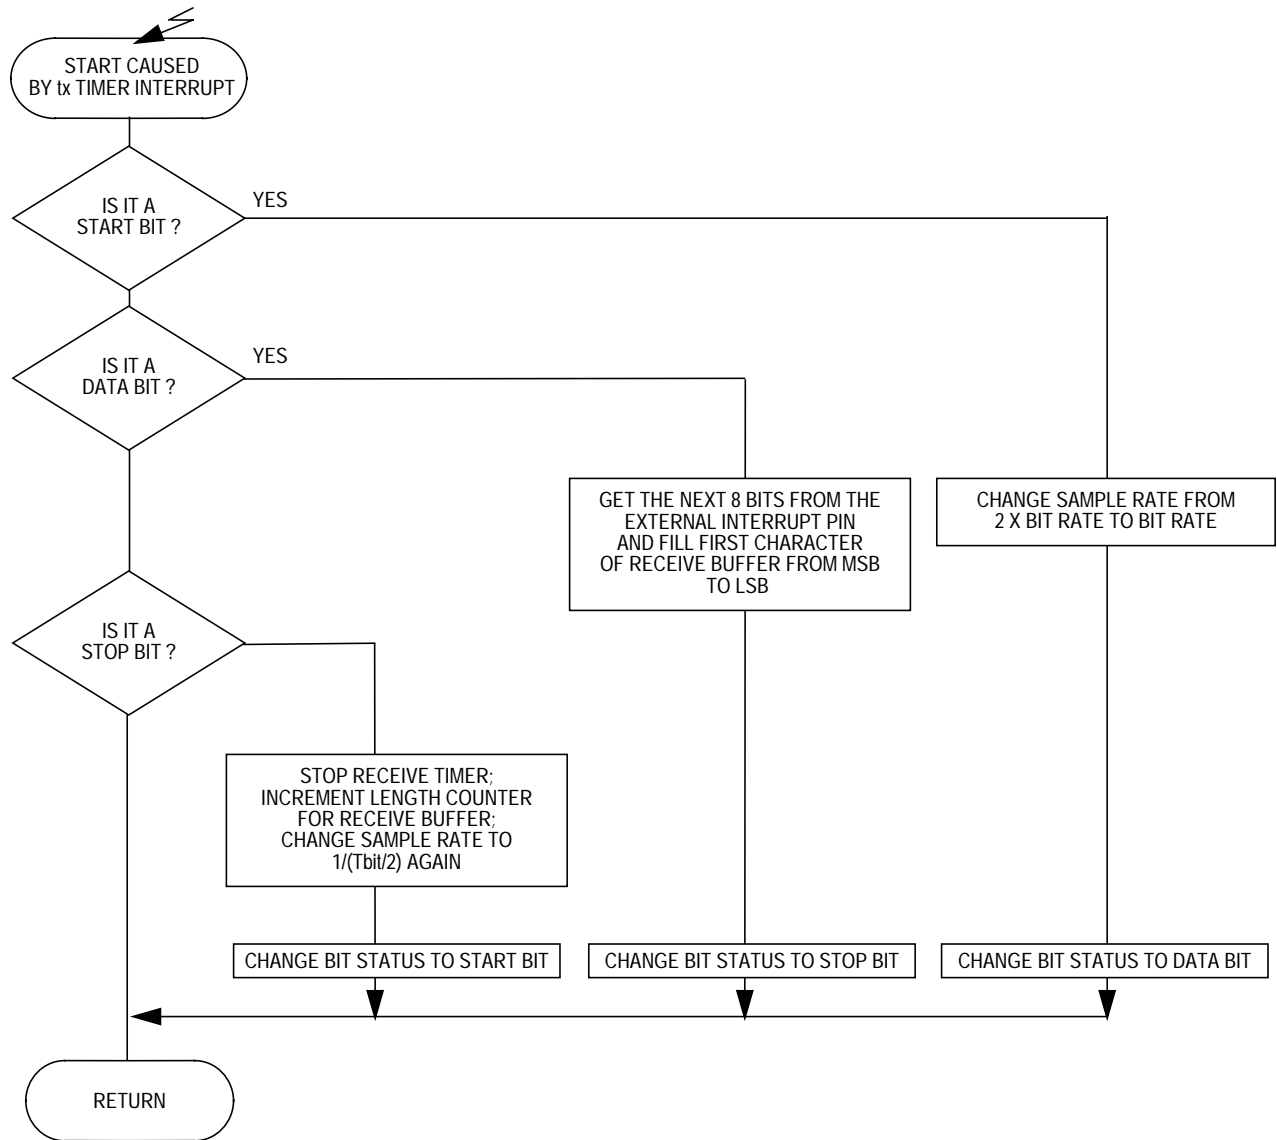 START CAUSED
BY tx TIMER INTERRUPT
IS IT A
START BIT ?
YES
IS IT A
DATA BIT ?
YES
GET THE NEXT 8 BITS FROM THE
EXTERNAL INTERRUPT PIN
AND FILL FIRST CHARACTER
OF RECEIVE BUFFER FROM MSB
TO LSB
CHANGE SAMPLE RATE FROM
2 X BIT RATE TO BIT RATE
IS IT A
STOP BIT ?
STOP RECEIVE TIMER;
INCREMENT LENGTH COUNTER
FOR RECEIVE BUFFER;
CHANGE SAMPLE RATE TO
1/(Tbit/2) AGAIN
CHANGE BIT STATUS TO START BIT
CHANGE BIT STATUS TO STOP BIT
CHANGE BIT STATUS TO DATA BIT
RETURN